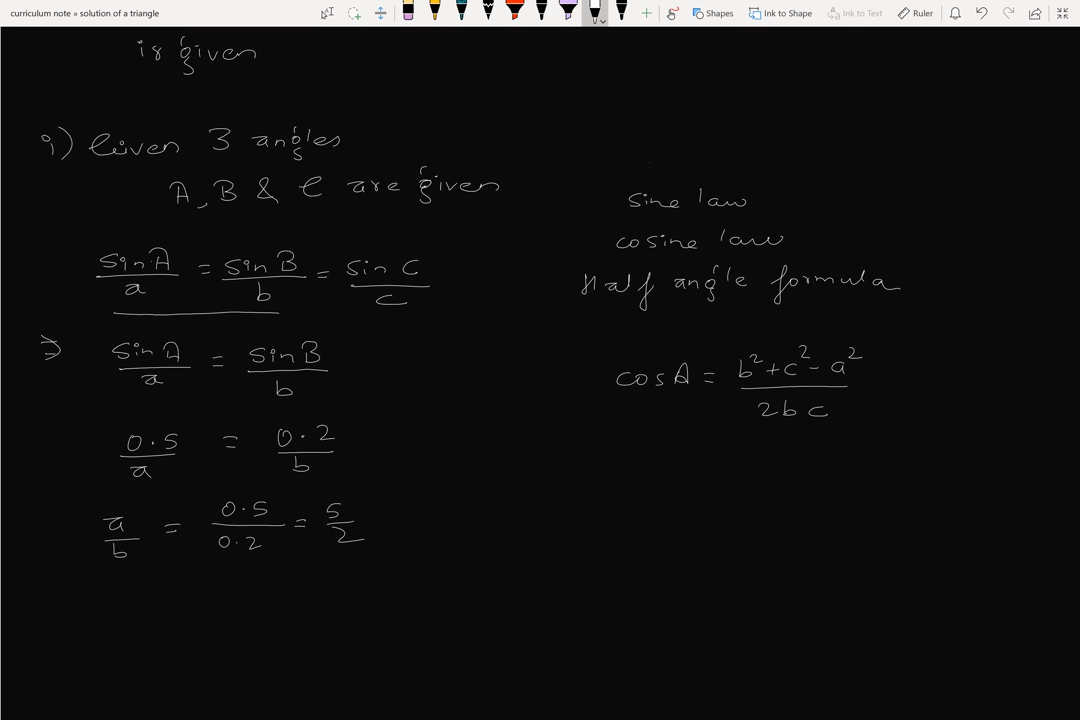 curriculum note » solution of a triangle
Shapes Ink to Shape Ink to Text Ruler
is given
i) Given 3 angles
A, B & C are given
sin A / a = sin B / b = sin C / c
⇒ sin A / a = sin B / b
0.5 / a = 0.2 / b
a / b = 0.5 / 0.2 = 5 / 2
sine law
cosine law
Half angle formula
cos A = b² + c² - a² / 2bc